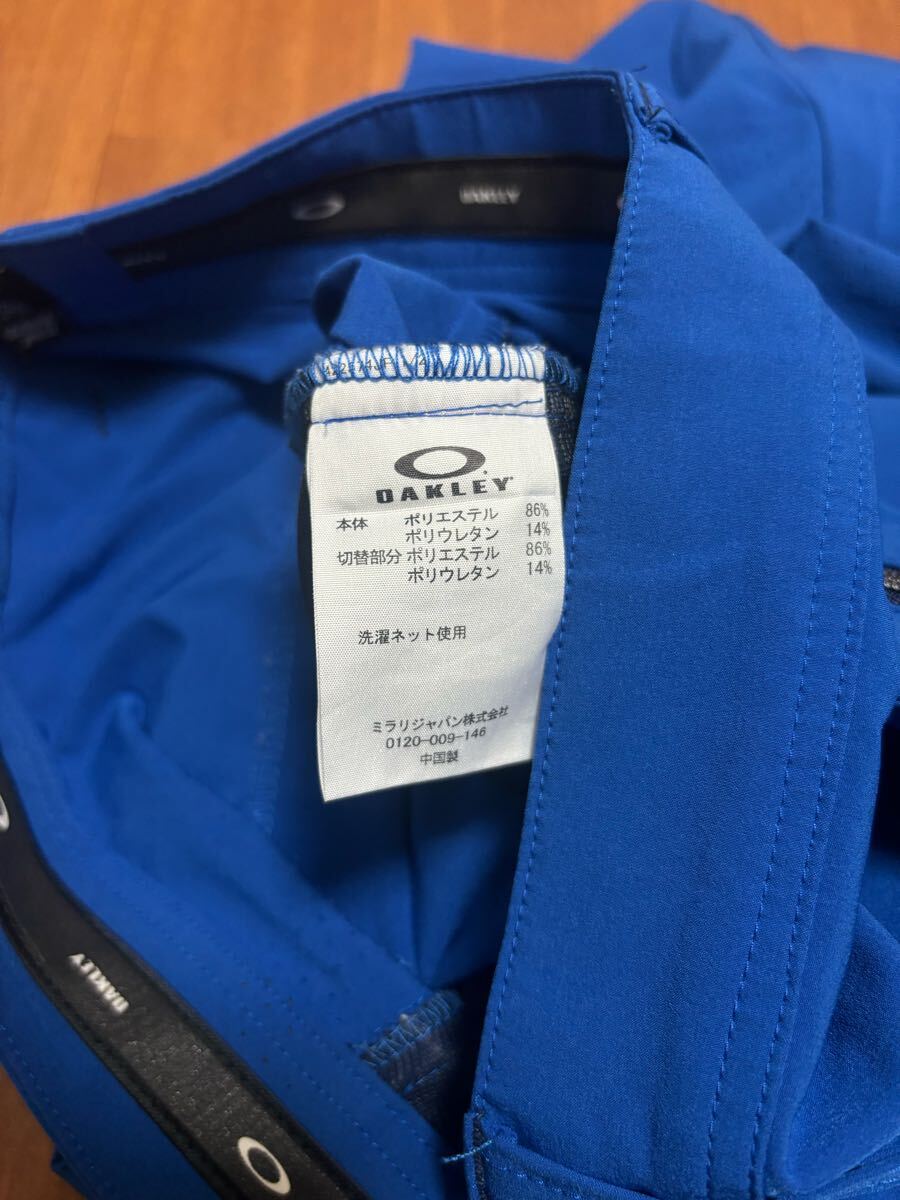 OAKLEY
OAKLEY
本体 ポリエステル 86%
ポリウレタン 14%
切替部分 ポリエステル 86%
ポリウレタン 14%
洗濯ネット使用
ミラリジャパン株式会社
0120-009-146
中国製
OAKLEY